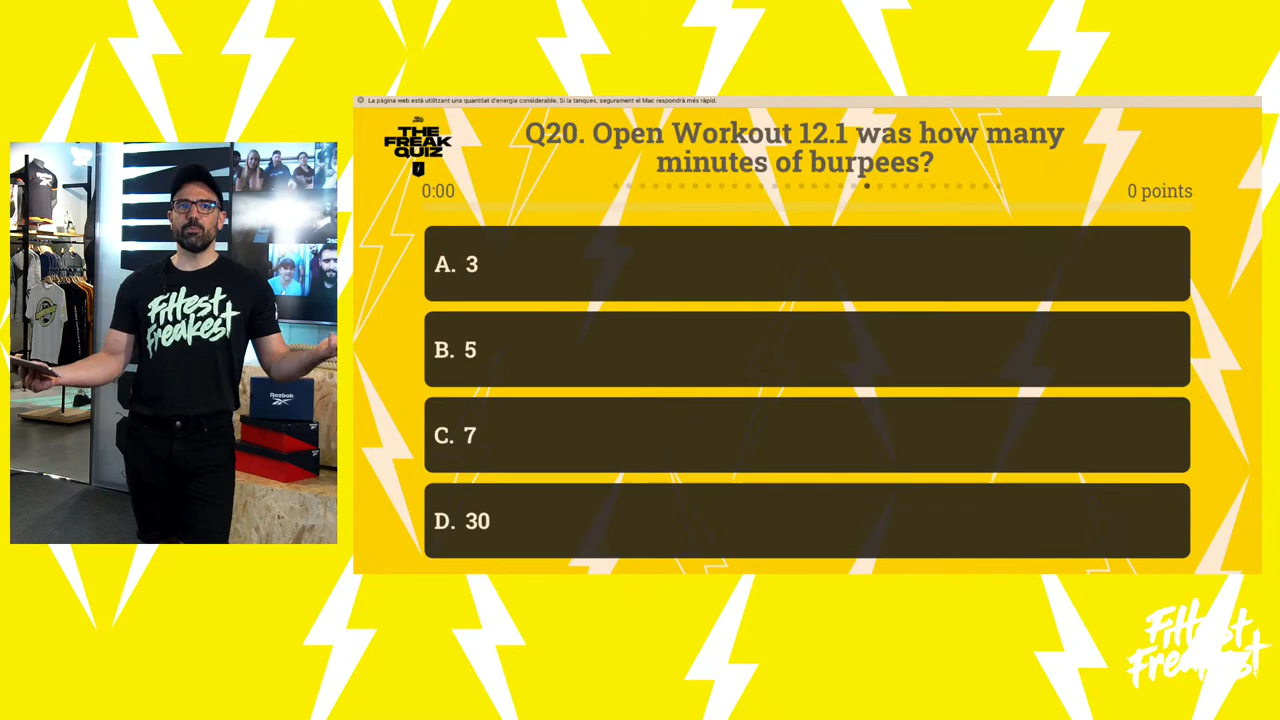 La pàgina web està utilitzant una quantitat d'energia considerable. Si la tanques, segurament el Mac respondrà més ràpid.
THE
FREAK
QUIZ
Q20. Open Workout 12.1 was how many
minutes of burpees?
0:00
0 points
A. 3
B. 5
C. 7
D. 30
Fittest
Freakest
Reebok
Fittest
Freakest